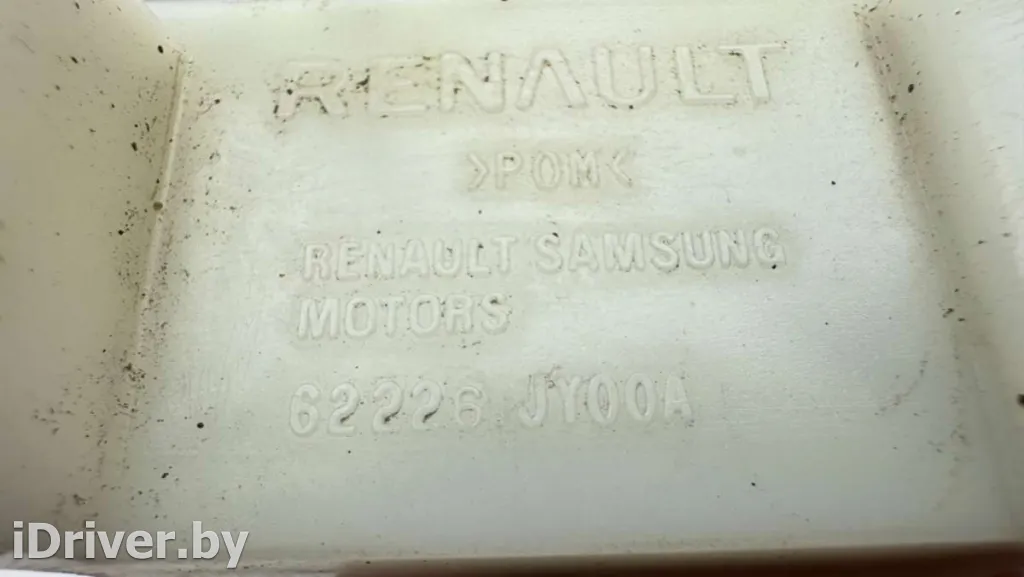 RENAULT
>POM<
RENAULT SAMSUNG
MOTORS
62226 JY00A
iDriver.by